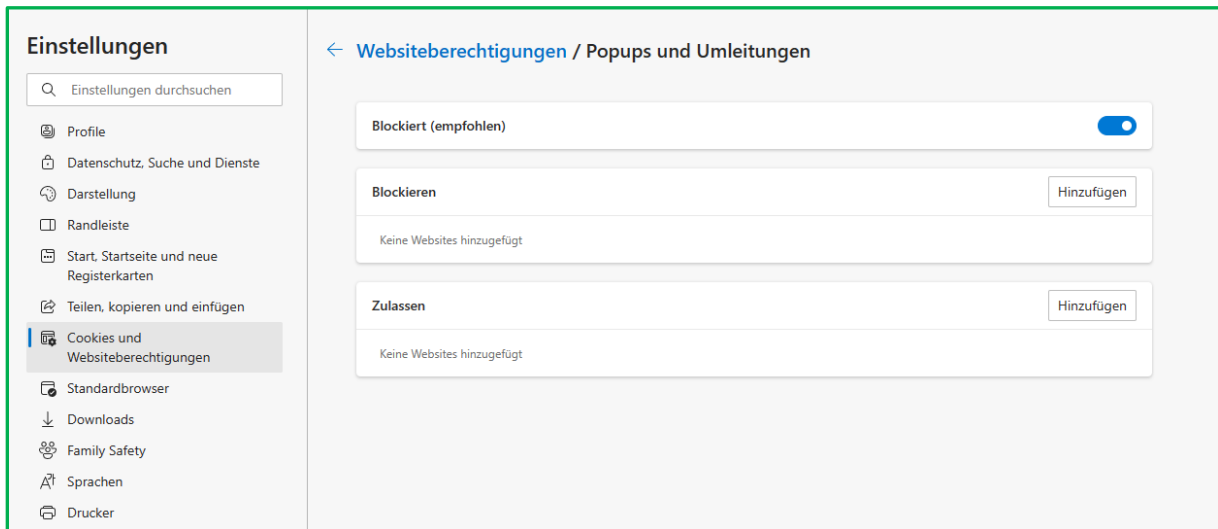 Einstellungen
Einstellungen durchsuchen
Profile
Datenschutz, Suche und Dienste
Darstellung
Randleiste
Start, Startseite und neue
Registerkarten
Teilen, kopieren und einfügen
Cookies und
Websiteberechtigungen
Standardbrowser
Downloads
Family Safety
Sprachen
Drucker
Websiteberechtigungen / Popups und Umleitungen
Blockiert (empfohlen)
Blockieren
Hinzufügen
Keine Websites hinzugefügt
Zulassen
Hinzufügen
Keine Websites hinzugefügt